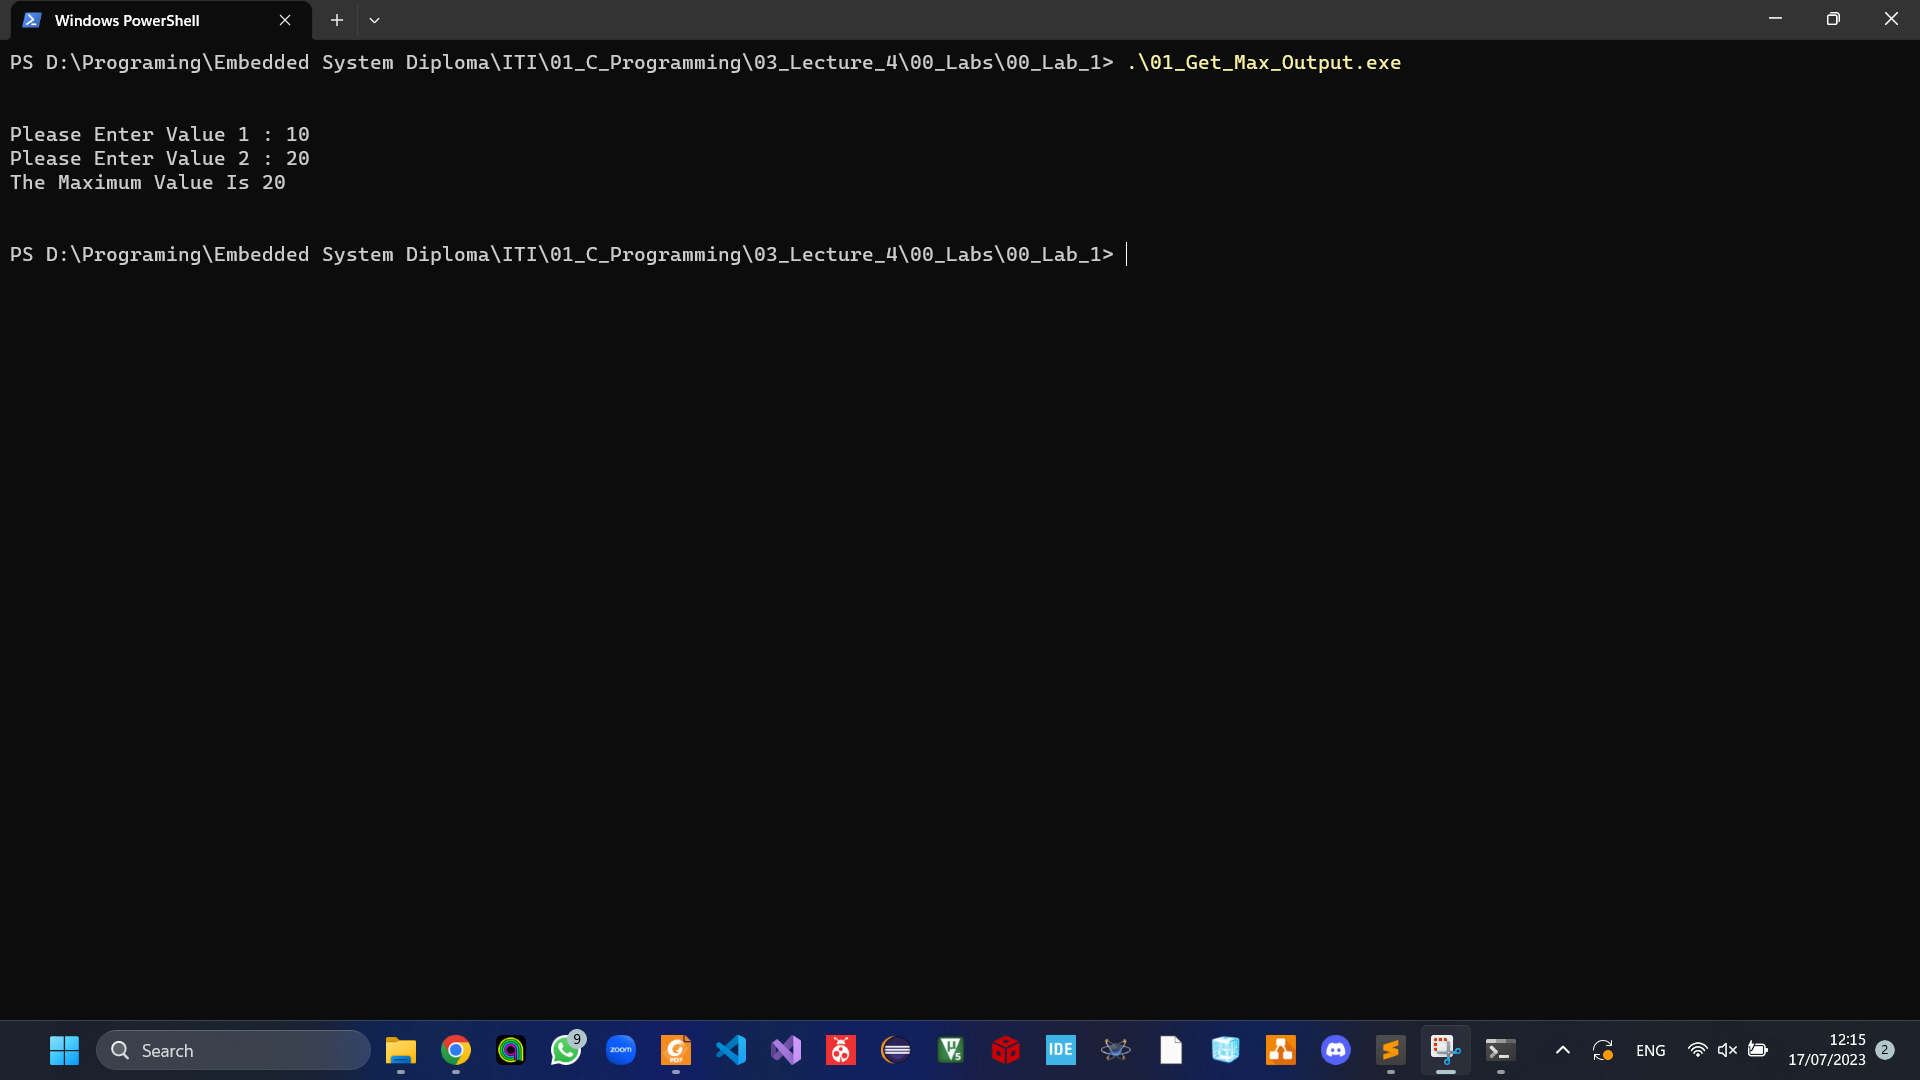 Windows PowerShell
PS D:\Programing\Embedded System Diploma\ITI\01_C_Programming\03_Lecture_4\00_Labs\00_Lab_1> .\01_Get_Max_Output.exe
Please Enter Value 1 : 10
Please Enter Value 2 : 20
The Maximum Value Is 20
PS D:\Programing\Embedded System Diploma\ITI\01_C_Programming\03_Lecture_4\00_Labs\00_Lab_1>
Search
9
zoom
PDF
V5
IDE
ENG
12:15
17/07/2023
2